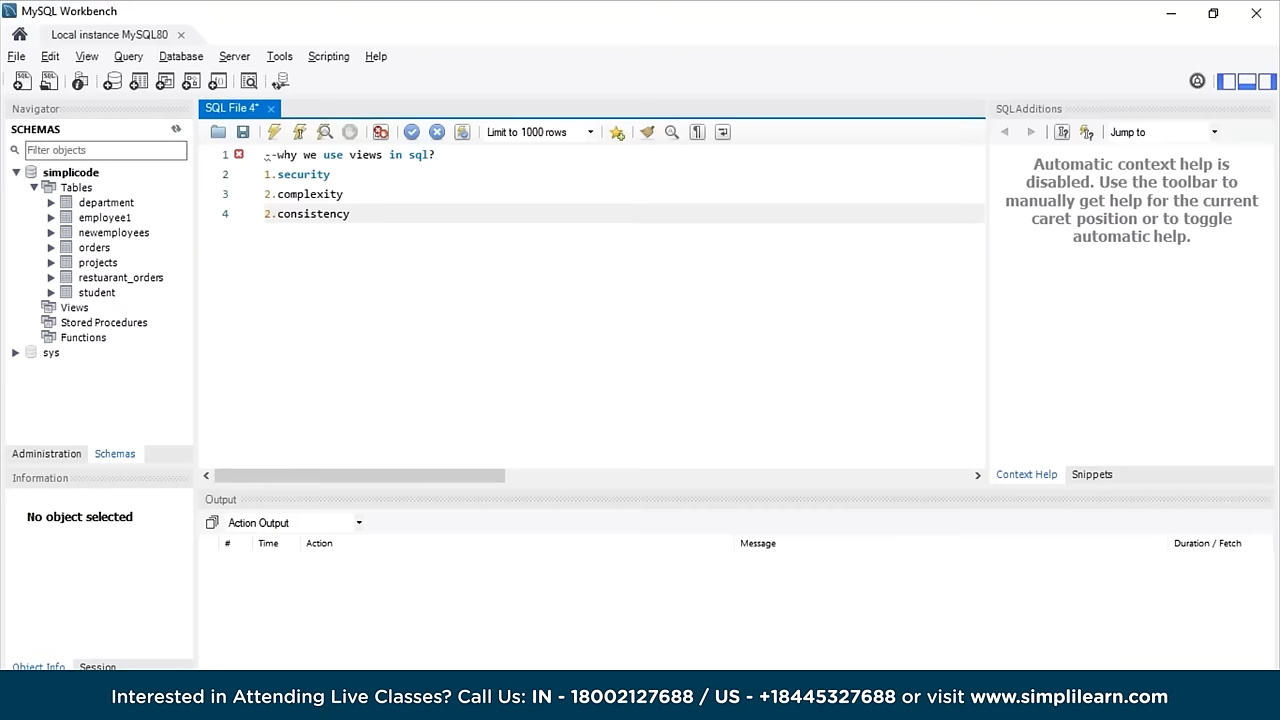 MySQL Workbench
Local instance MySQL80
File Edit View Query Database Server Tools Scripting Help
Navigator
SCHEMAS
Filter objects
simplicode
Tables
department
employee1
newemployees
orders
projects
restuarant_orders
student
Views
Stored Procedures
Functions
sys
Administration Schemas
Information
No object selected
Object Info Session
SQL File 4*
Limit to 1000 rows
1 --why we use views in sql?
2 1.security
3 2.complexity
4 2.consistency
SQLAdditions
Jump to
Automatic context help is
disabled. Use the toolbar to
manually get help for the current
caret position or to toggle
automatic help.
Context Help Snippets
Output
Action Output
# Time Action Message Duration / Fetch
Interested in Attending Live Classes? Call Us: IN - 18002127688 / US - +18445327688 or visit www.simplilearn.com